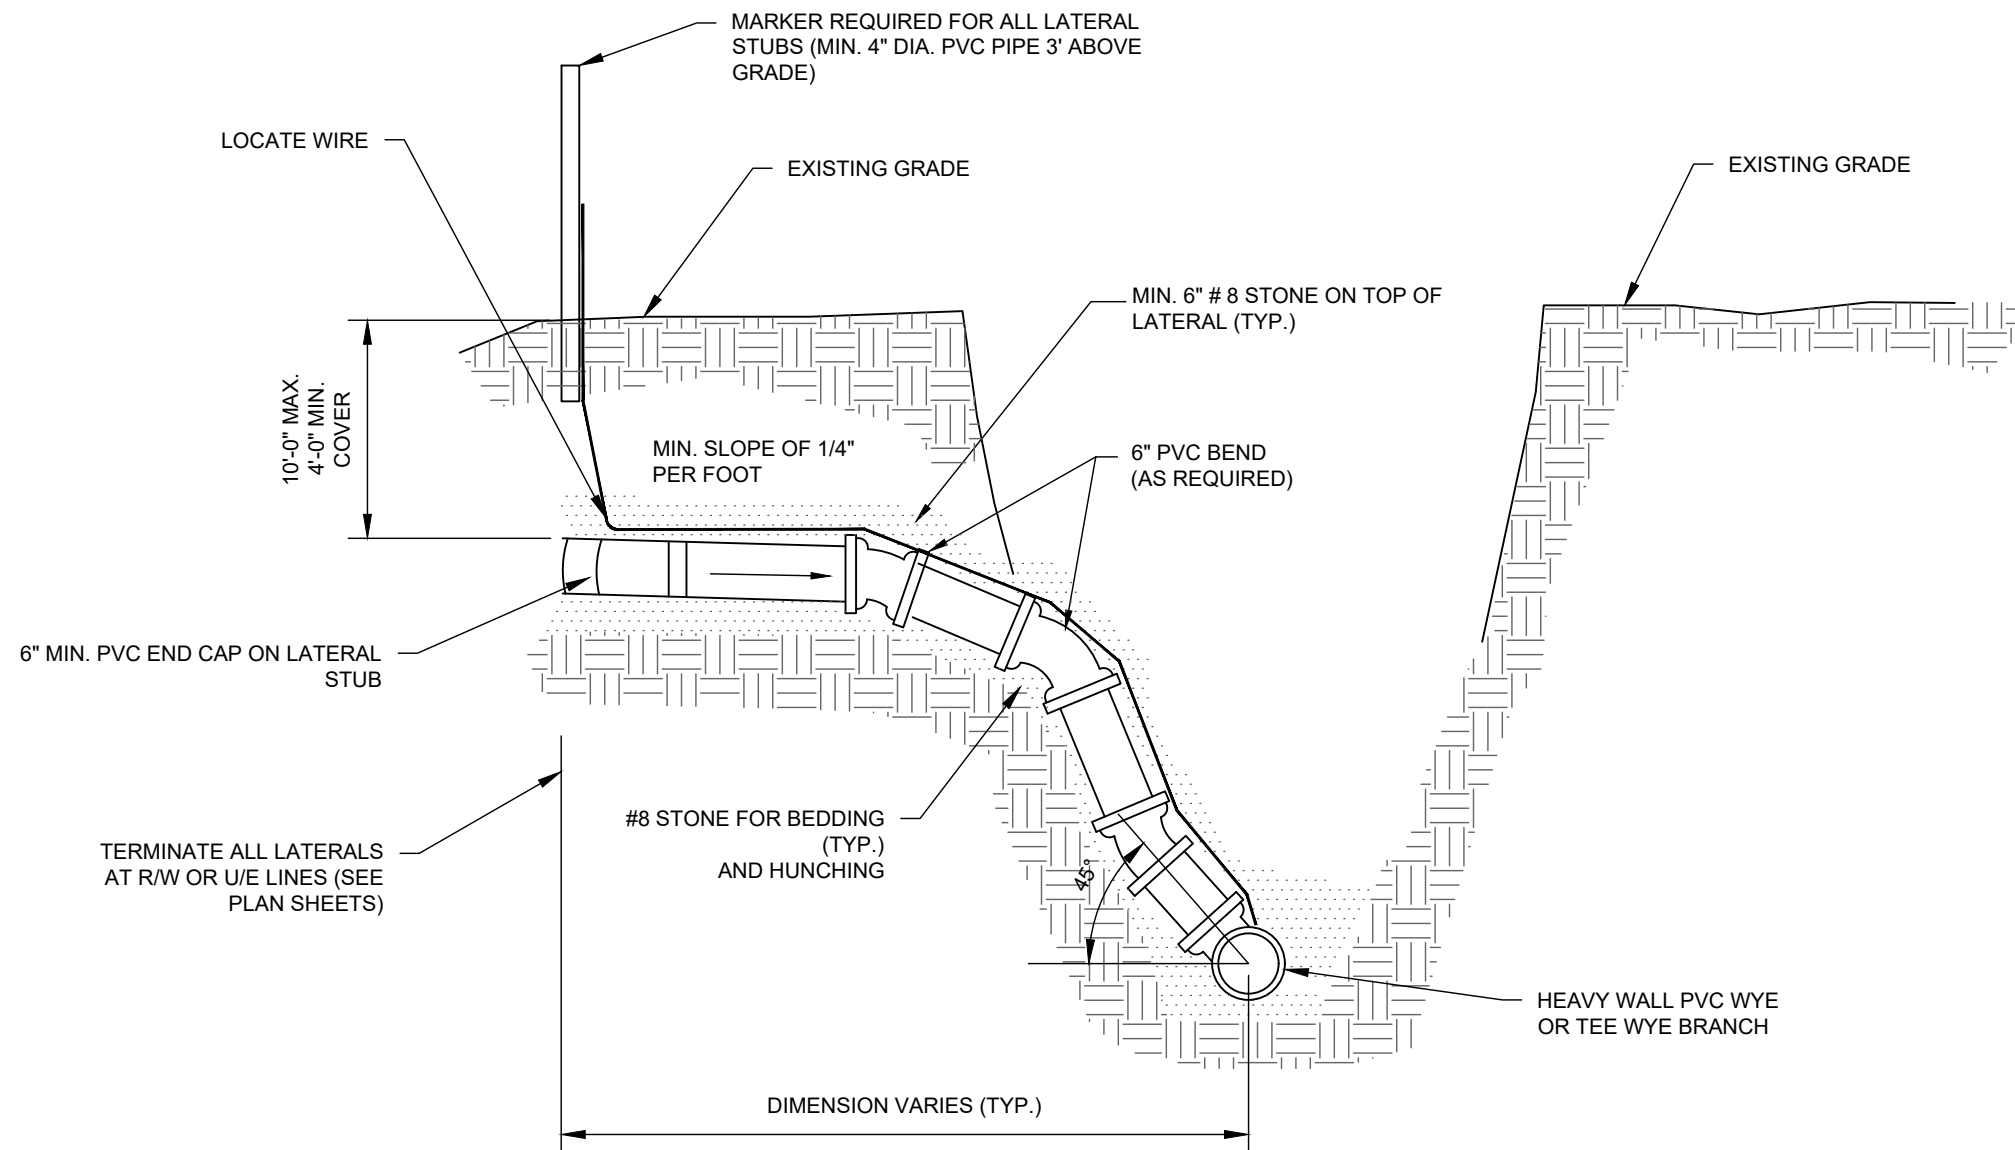 MARKER REQUIRED FOR ALL LATERAL
STUBS (MIN. 4" DIA. PVC PIPE 3' ABOVE
GRADE)
LOCATE WIRE
EXISTING GRADE
EXISTING GRADE
MIN. 6" # 8 STONE ON TOP OF
LATERAL (TYP.)
10'-0" MAX.
4'-0" MIN.
COVER
MIN. SLOPE OF 1/4"
PER FOOT
6" PVC BEND
(AS REQUIRED)
6" MIN. PVC END CAP ON LATERAL
STUB
#8 STONE FOR BEDDING
(TYP.)
AND HUNCHING
TERMINATE ALL LATERALS
AT R/W OR U/E LINES (SEE
PLAN SHEETS)
45°
HEAVY WALL PVC WYE
OR TEE WYE BRANCH
DIMENSION VARIES (TYP.)